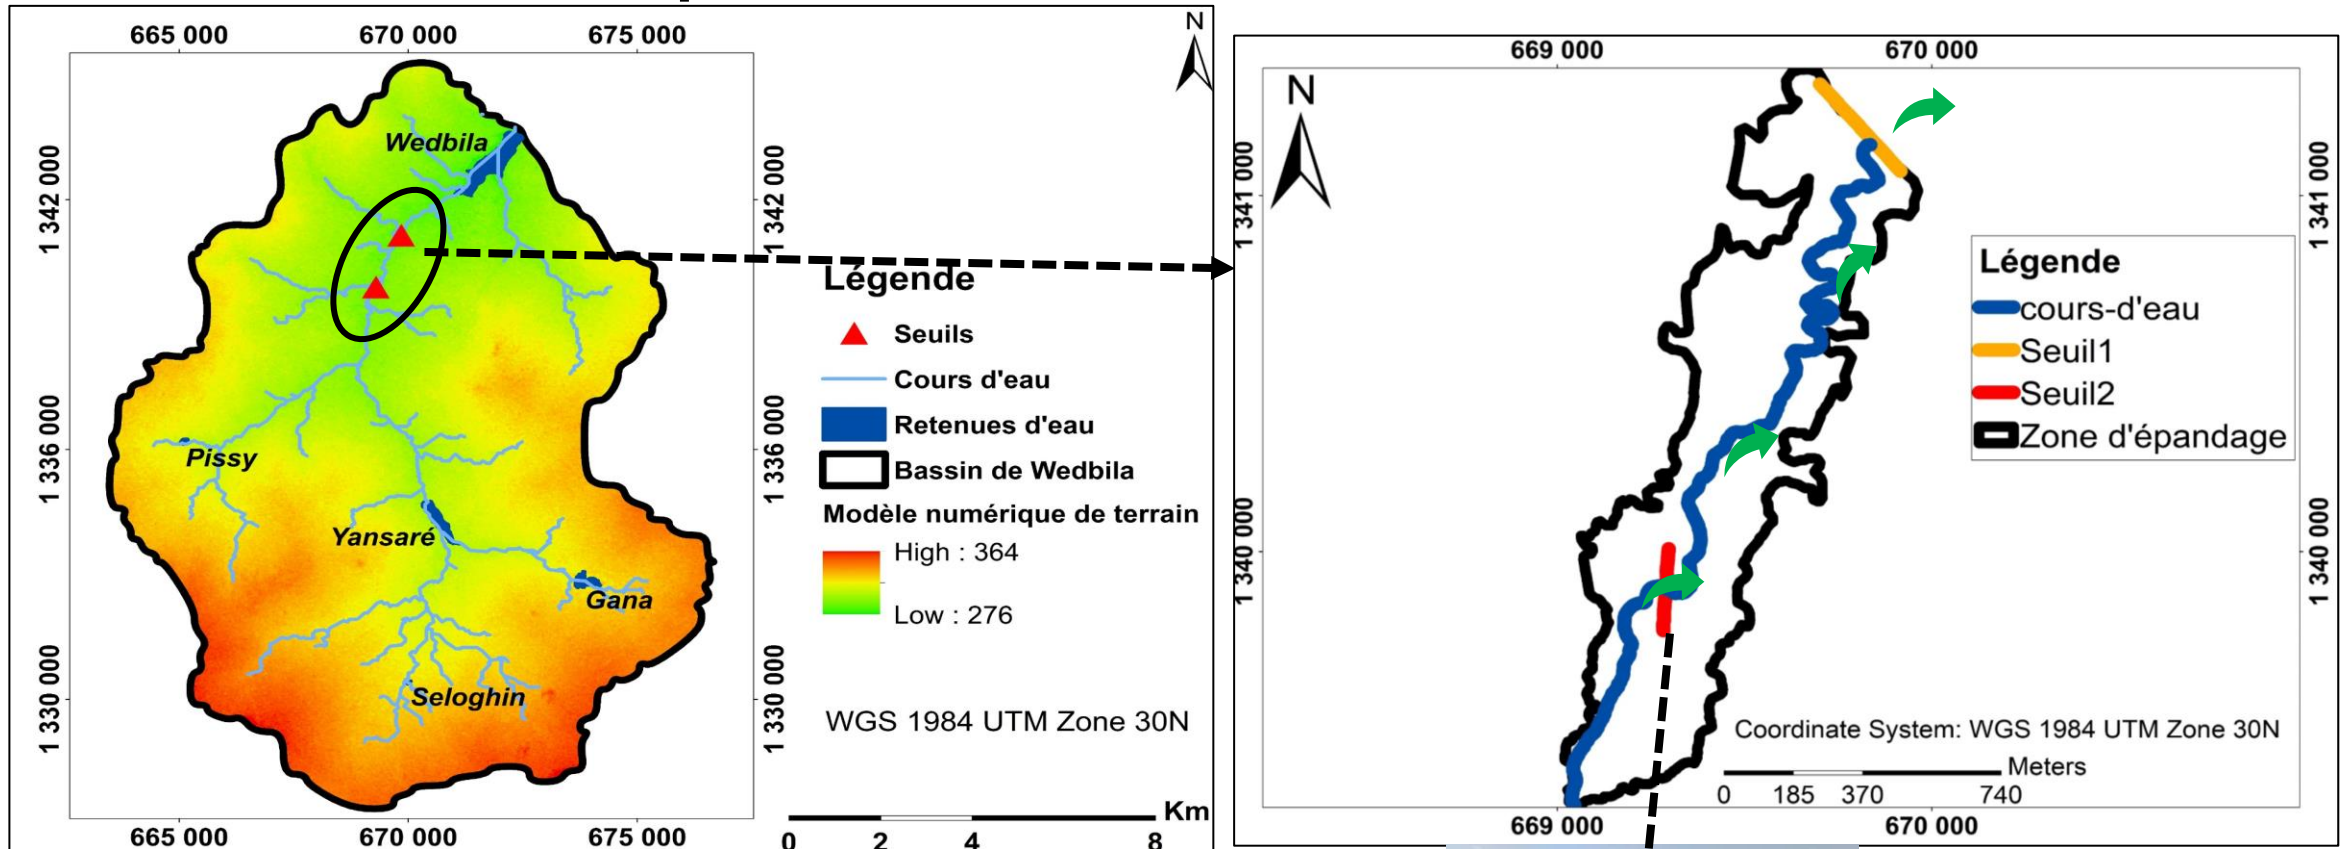 N
665 000 670 000 675 000
1 342 000
1 336 000
1 330 000
Wedbila
Pissy
Yansaré
Gana
Seloghin
1 342 000
1 336 000
1 330 000
665 000 670 000 675 000
Légende
Seuils
Cours d'eau
Retenues d'eau
Bassin de Wedbila
Modèle numérique de terrain
High : 364
Low : 276
WGS 1984 UTM Zone 30N
Km
0 2 4 8
669 000 670 000
N
1 341 000
1 340 000
1 341 000
1 340 000
Légende
cours-d'eau
Seuil1
Seuil2
Zone d'épandage
Coordinate System: WGS 1984 UTM Zone 30N
Meters
0 185 370 740
669 000 670 000